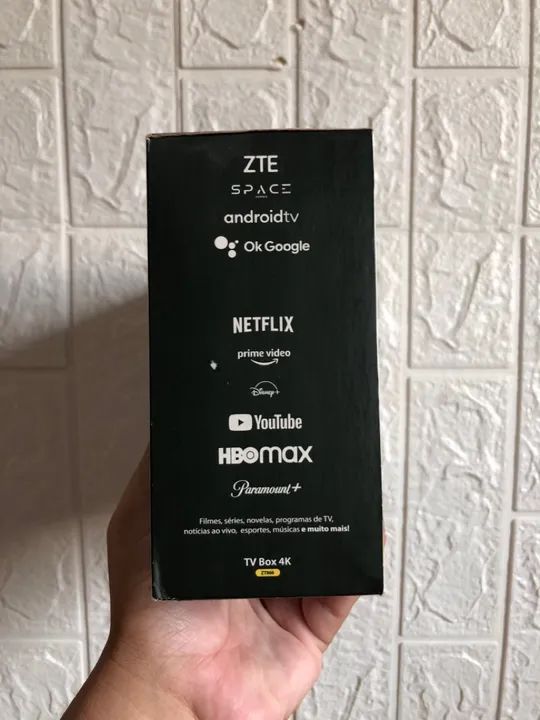 ZTE
SPACE
androidtv
Ok Google
NETFLIX
prime video
Disney+
YouTube
HBOmax
Paramount+
Filmes, séries, novelas, programas de TV,
notícias ao vivo, esportes, músicas e muito mais!
TV Box 4K
ZT866